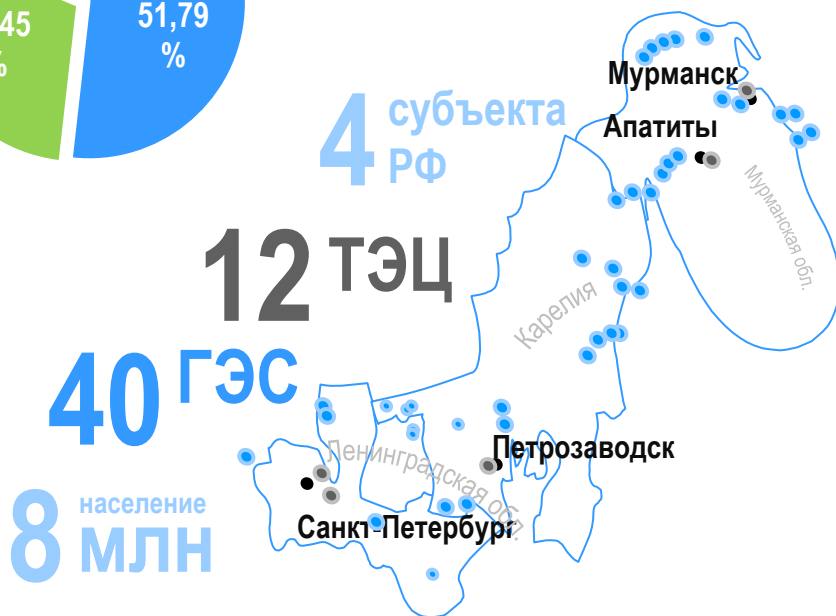 45
%
51,79
%
4 субъекта
РФ
12 ТЭЦ
40 ГЭС
8 население
млн
Мурманск
Апатиты
Мурманская обл.
Карелия
Петрозаводск
Ленинградская обл.
Санкт-Петербург